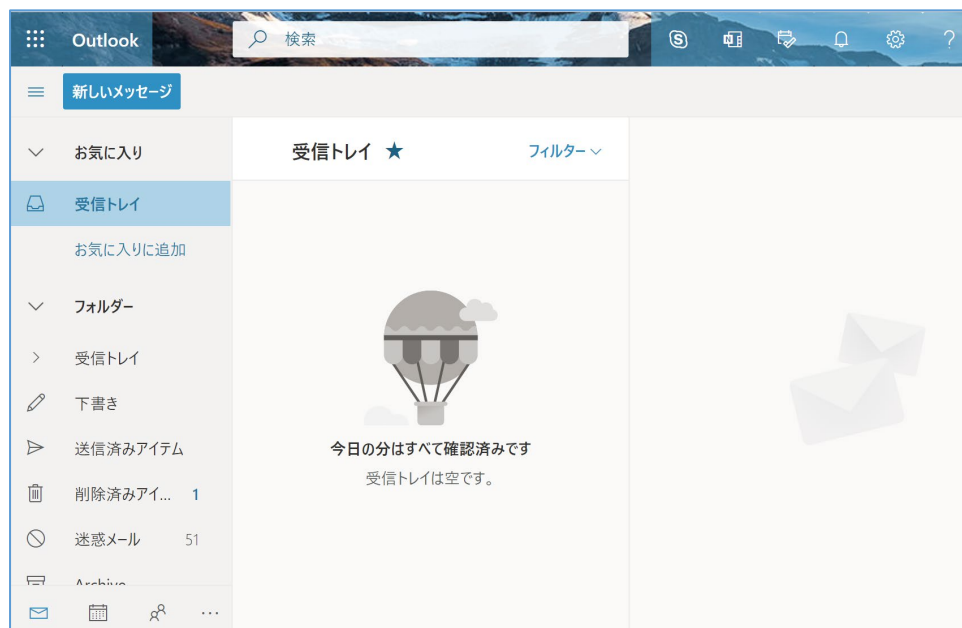 Outlook
検索
新しいメッセージ
お気に入り
受信トレイ ★
フィルター
受信トレイ
お気に入りに追加
フォルダー
受信トレイ
下書き
送信済みアイテム
削除済みアイ... 1
迷惑メール 51
Archive
今日の分はすべて確認済みです
受信トレイは空です。